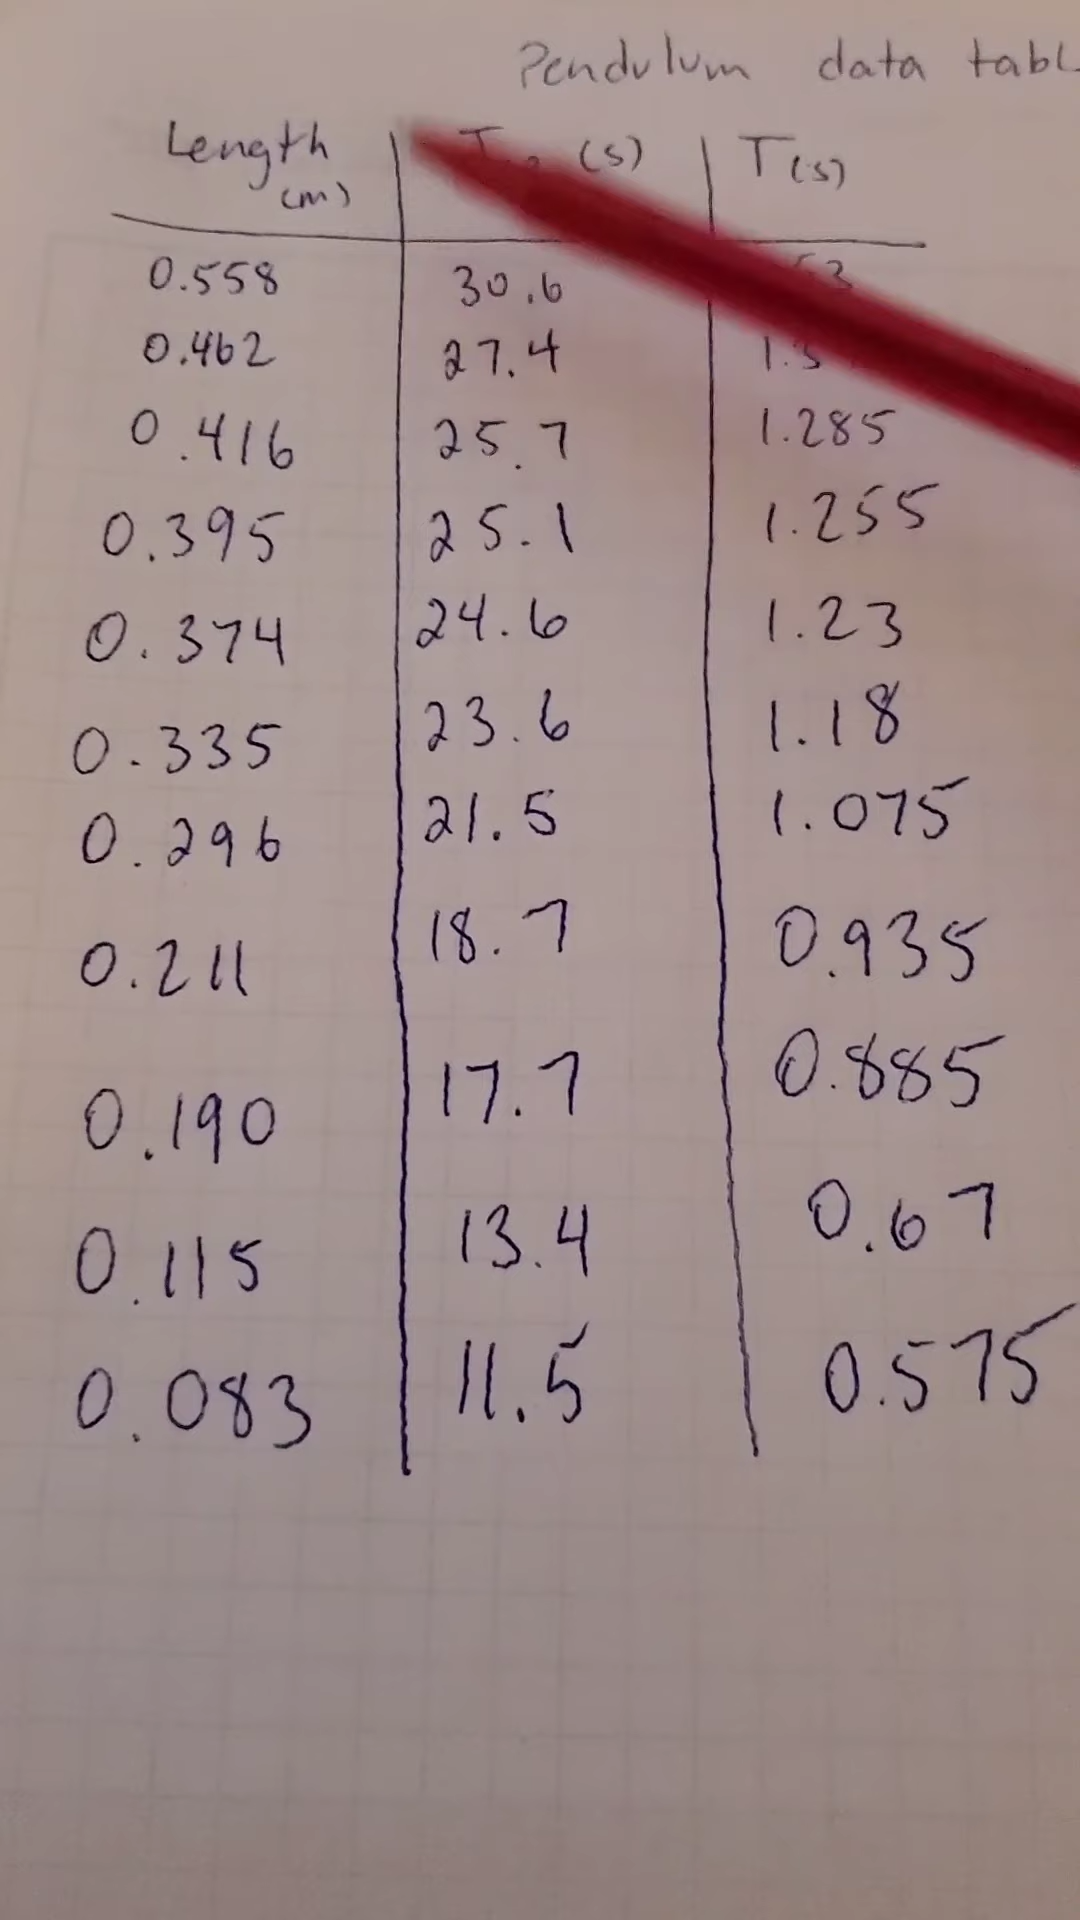 Pendulum data
Length (s) T(s)
(m)
0.558 30.6
0.462 27.4
0.416 25.7 1.285
0.395 25.1 1.255
0.374 24.6 1.23
0.335 23.6 1.18
0.296 21.5 1.075
0.211 18.7 0.935
0.190 17.7 0.885
0.115 13.4 0.67
0.083 11.5 0.575